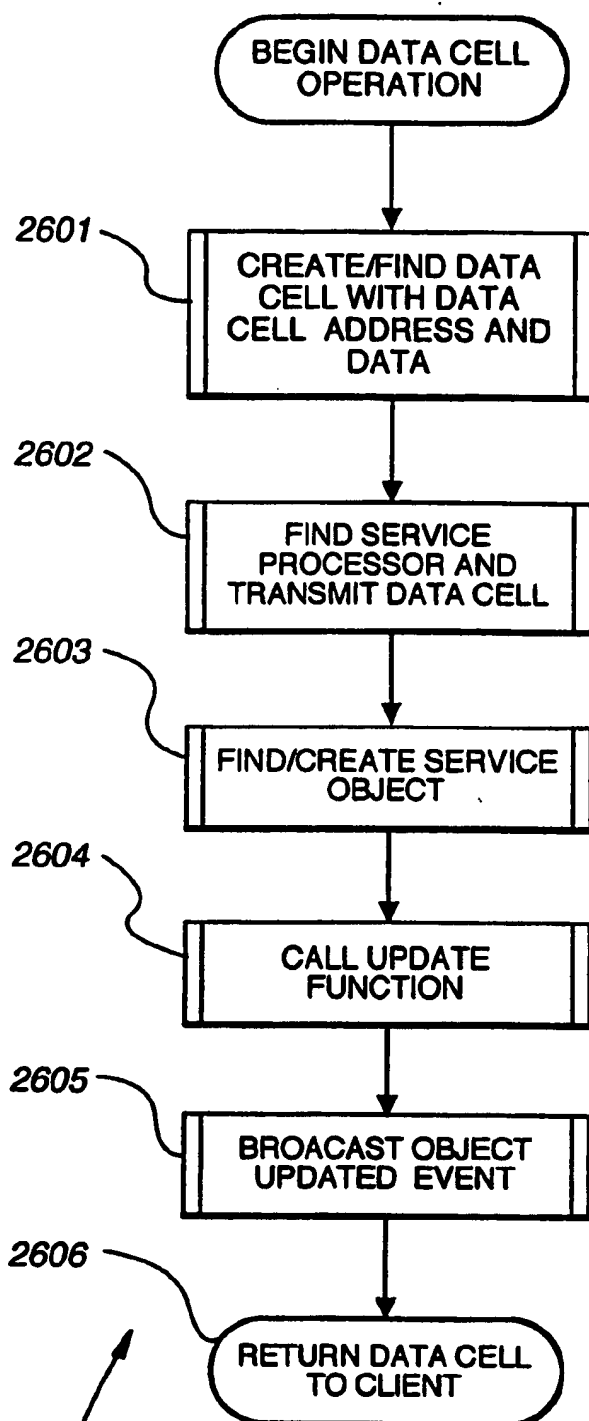 BEGIN DATA CELL
OPERATION
2601
CREATE/FIND DATA
CELL WITH DATA
CELL ADDRESS AND
DATA
2602
FIND SERVICE
PROCESSOR AND
TRANSMIT DATA CELL
2603
FIND/CREATE SERVICE
OBJECT
2604
CALL UPDATE
FUNCTION
2605
BROACAST OBJECT
UPDATED EVENT
2606
RETURN DATA CELL
TO CLIENT